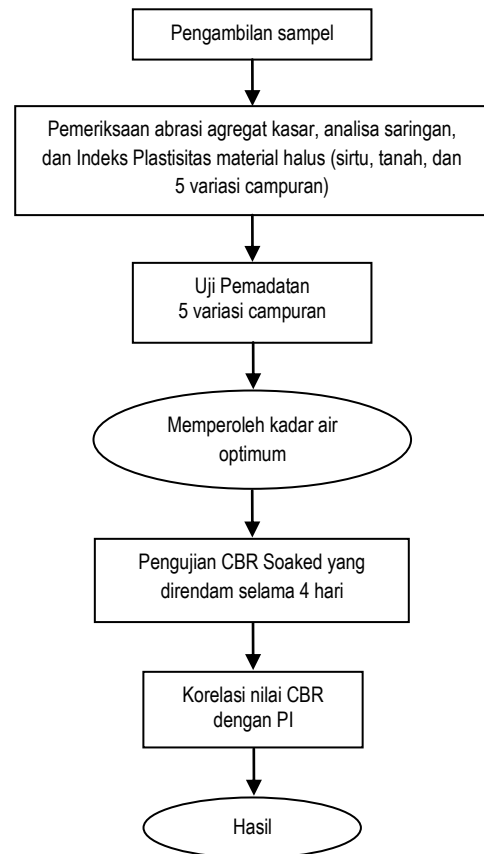 Pengambilan sampel
Pemeriksaan abrasi agregat kasar, analisa saringan,
dan Indeks Plastisitas material halus (sirtu, tanah, dan
5 variasi campuran)
Uji Pemadatan
5 variasi campuran
Memperoleh kadar air
optimum
Pengujian CBR Soaked yang
direndam selama 4 hari
Korelasi nilai CBR
dengan PI
Hasil